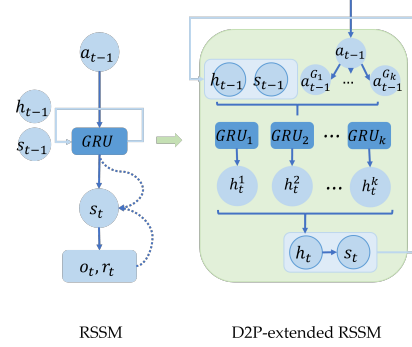 a_{t-1}
h_{t-1}
s_{t-1}
GRU
s_t
o_t, r_t
RSSM
a_{t-1}
h_{t-1} s_{t-1} a_{t-1}^{G_1} ... a_{t-1}^{G_k}
GRU_1 GRU_2 ... GRU_k
h_t^1 h_t^2 ... h_t^k
h_t s_t
D2P-extended RSSM